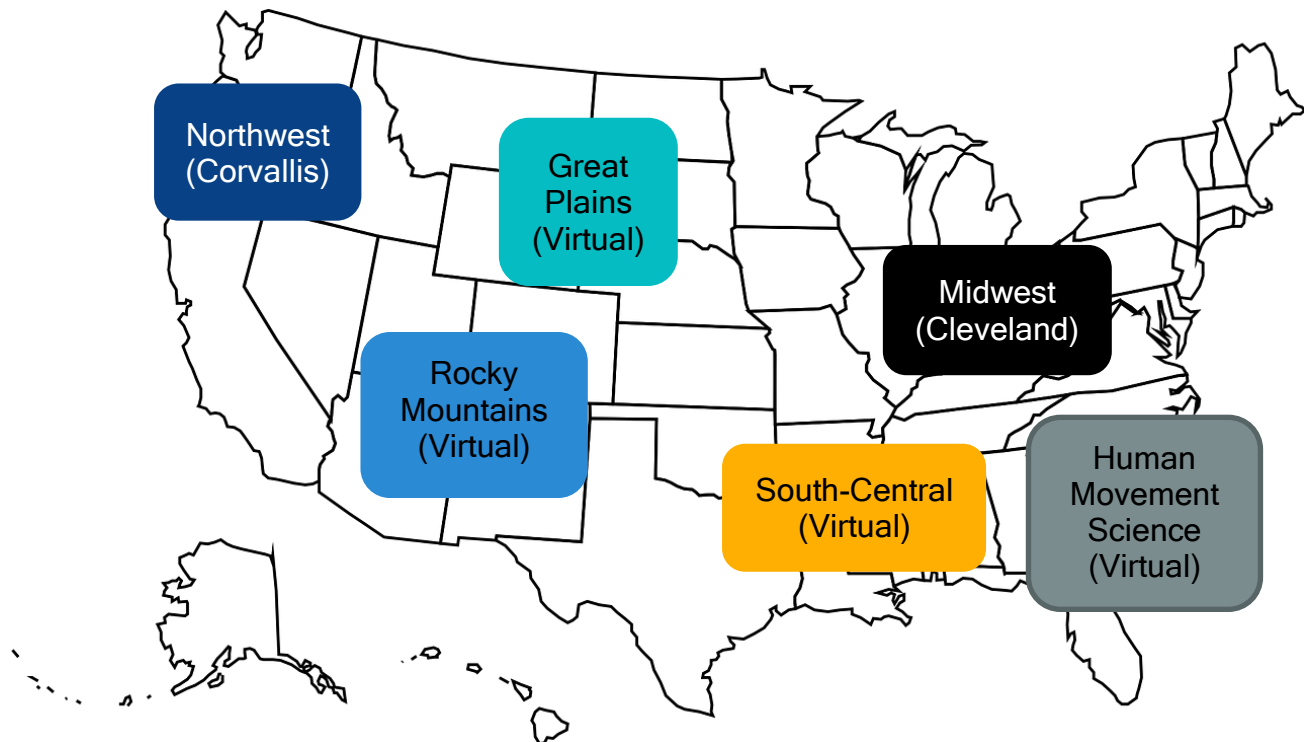 Northwest
(Corvallis)
Great
Plains
(Virtual)
Midwest
(Cleveland)
Rocky
Mountains
(Virtual)
South-Central
(Virtual)
Human
Movement
Science
(Virtual)